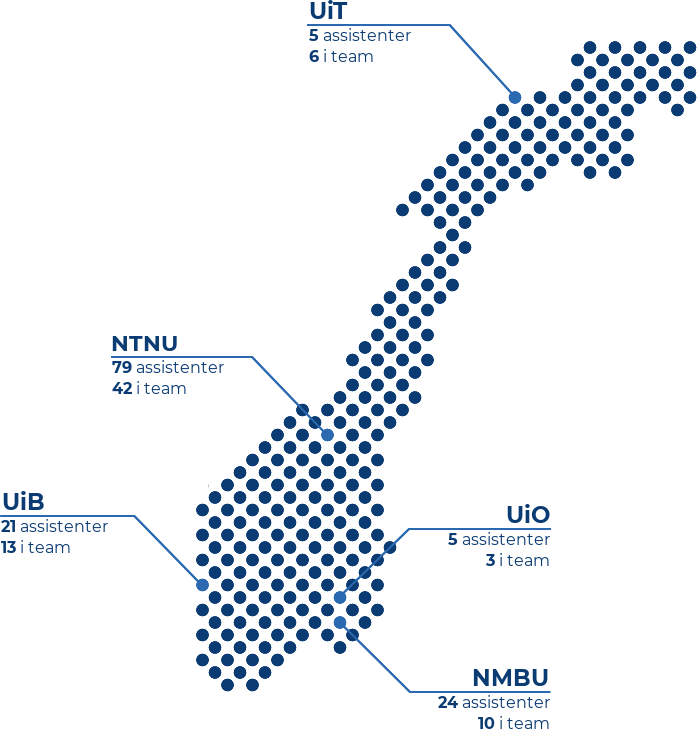 UiT
5 assistenter
6 i team
NTNU
79 assistenter
42 i team
UiB
21 assistenter
13 i team
UiO
5 assistenter
3 i team
NMBU
24 assistenter
10 i team